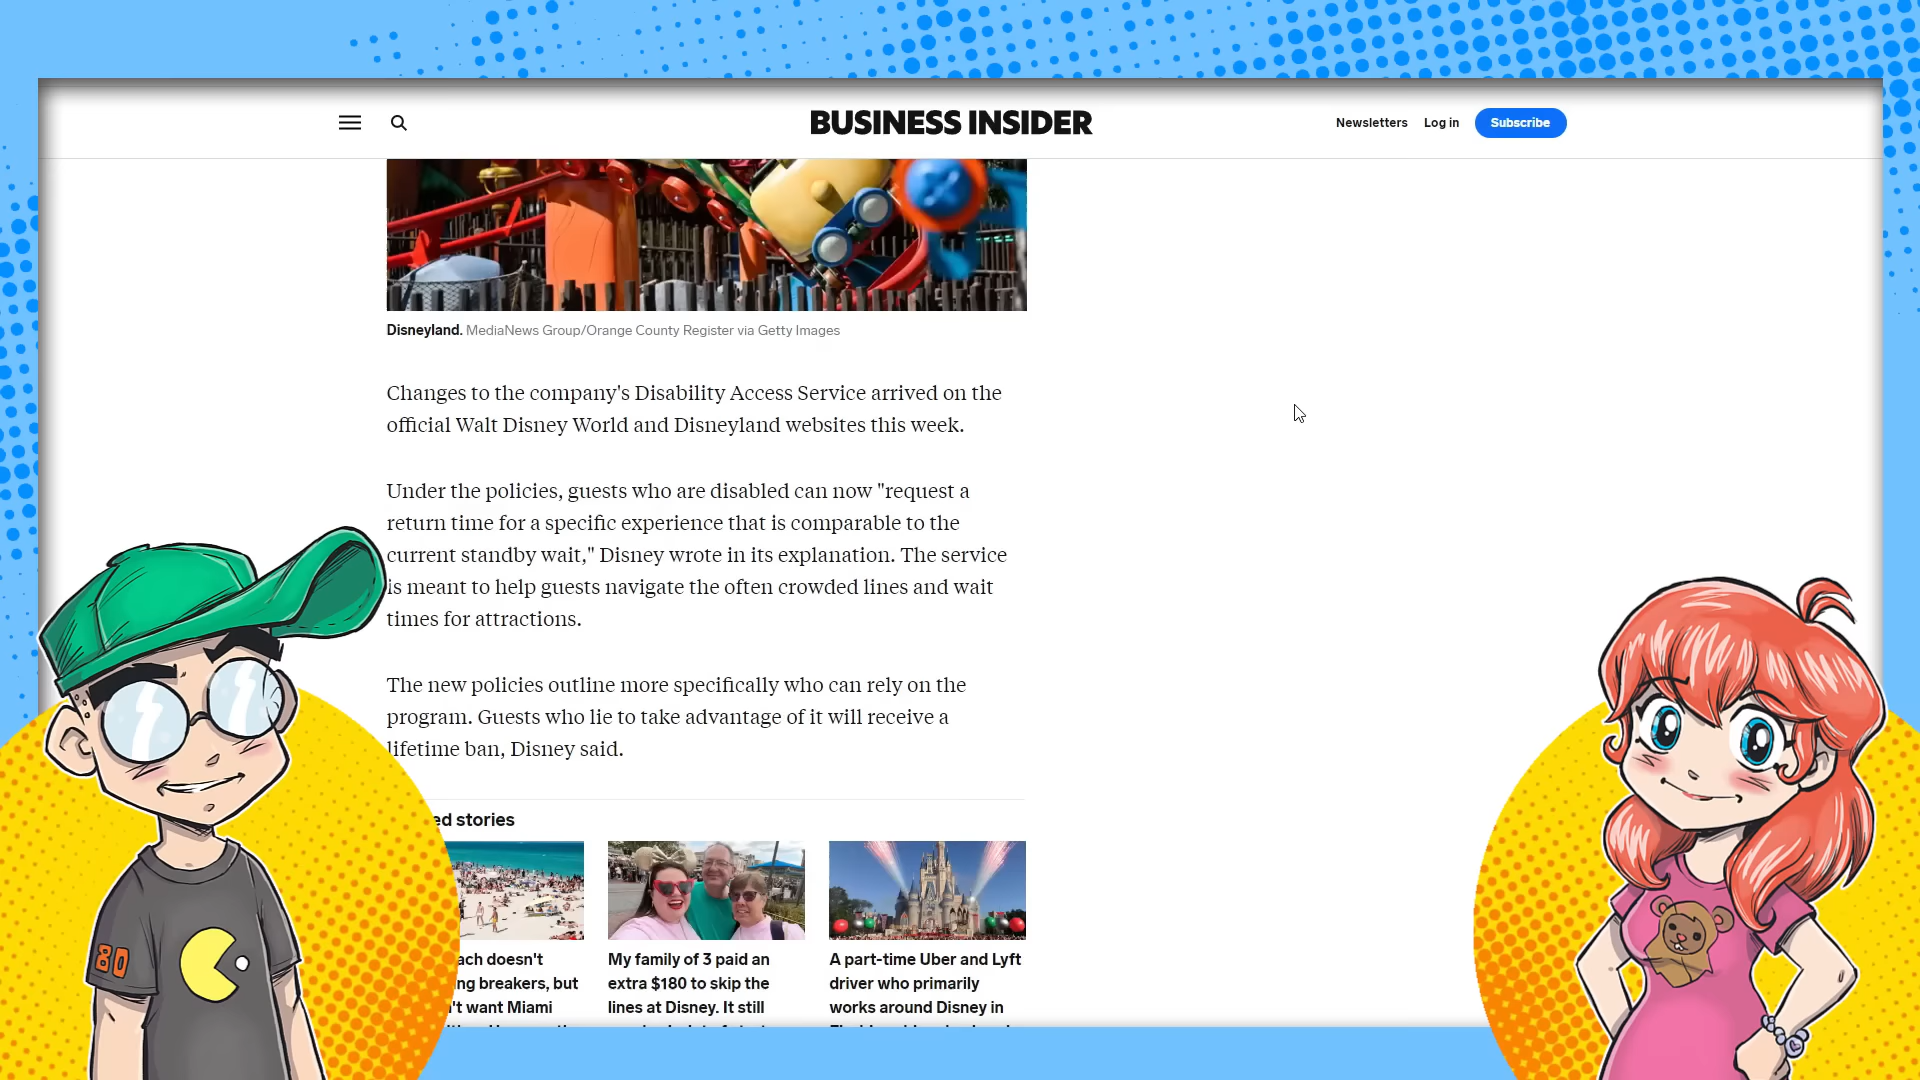 BUSINESS INSIDER
Newsletters
Log in
Subscribe
Disneyland. MediaNews Group/Orange County Register via Getty Images
Changes to the company's Disability Access Service arrived on the
official Walt Disney World and Disneyland websites this week.
Under the policies, guests who are disabled can now "request a
return time for a specific experience that is comparable to the
current standby wait," Disney wrote in its explanation. The service
is meant to help guests navigate the often crowded lines and wait
times for attractions.
The new policies outline more specifically who can rely on the
program. Guests who lie to take advantage of it will receive a
lifetime ban, Disney said.
stories
doesn't
breakers, but
want Miami
My family of 3 paid an
extra $180 to skip the
lines at Disney. It still
A part-time Uber and Lyft
driver who primarily
works around Disney in
80